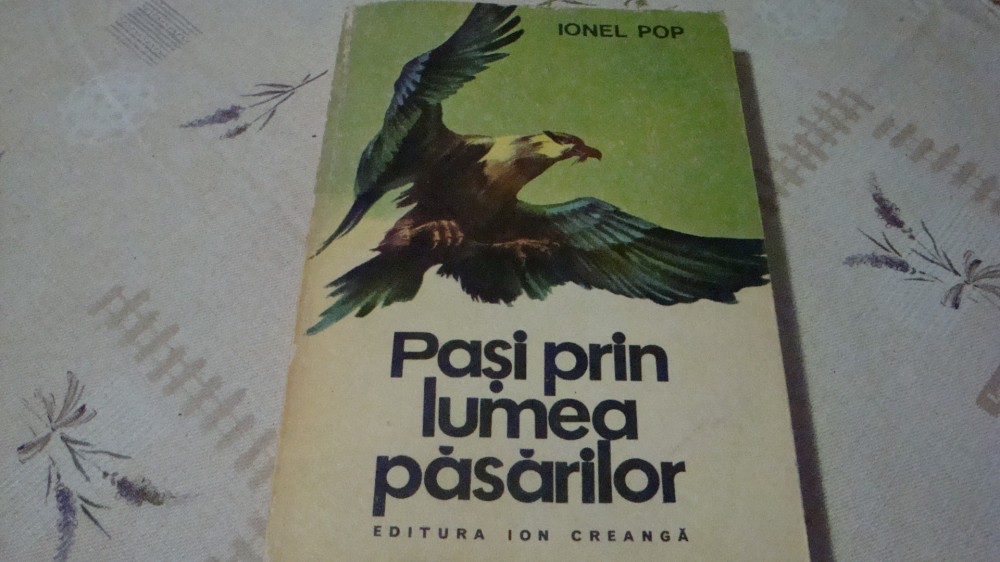 IONEL POP
Pași prin
lumea
păsărilor
EDITURA ION CREANGĂ